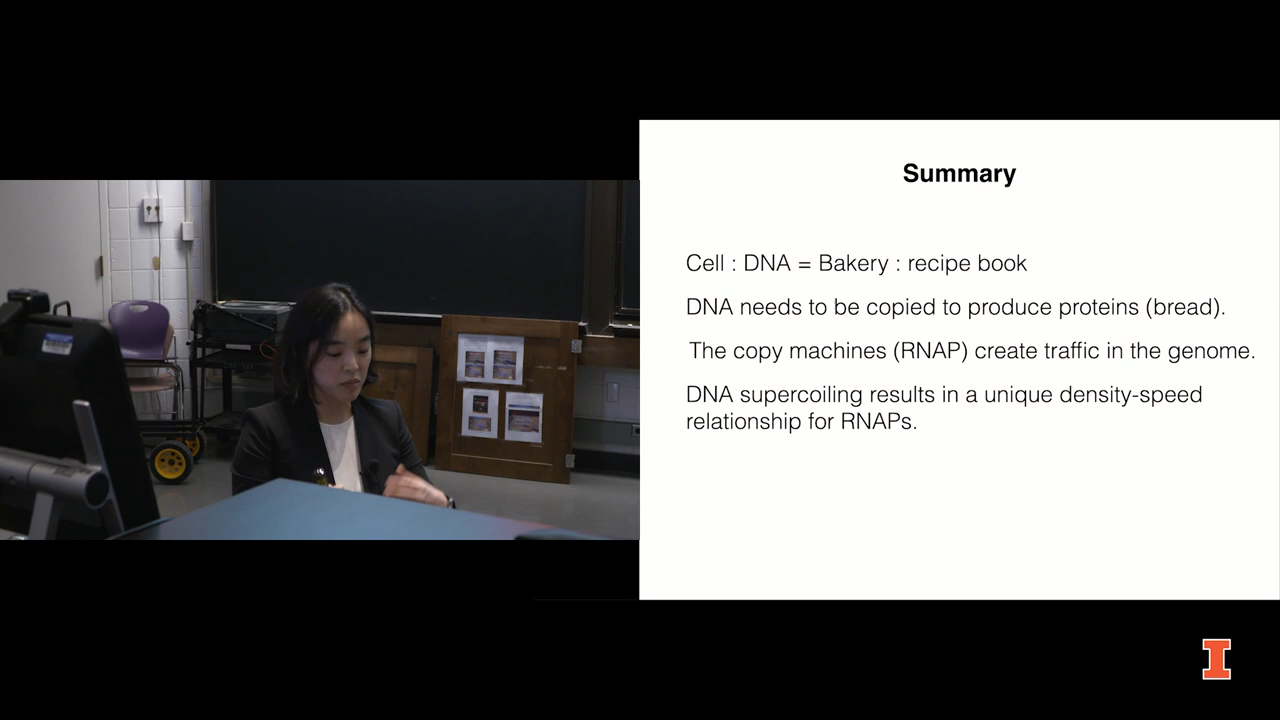 Summary
Cell : DNA = Bakery : recipe book
DNA needs to be copied to produce proteins (bread).
The copy machines (RNAP) create traffic in the genome.
DNA supercoiling results in a unique density-speed
relationship for RNAPs.
I